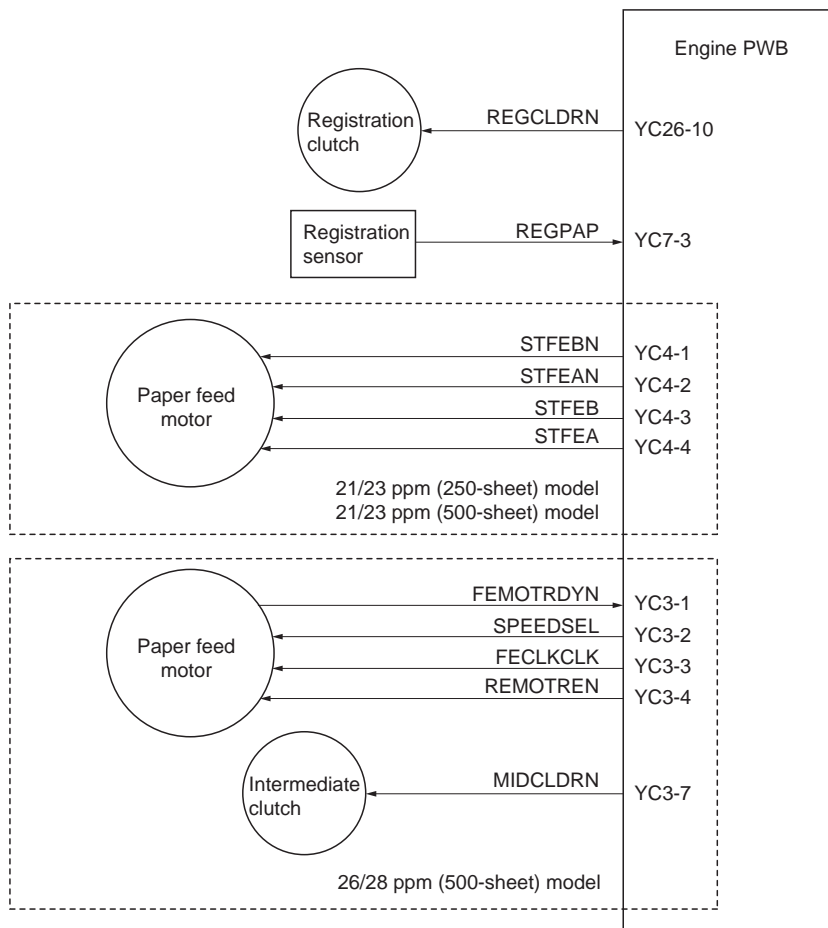 Engine PWB
Registration
clutch
REGCLDRN
YC26-10
Registration
sensor
REGPAP
YC7-3
Paper feed
motor
STFEBN
YC4-1
STFEAN
YC4-2
STFEB
YC4-3
STFEA
YC4-4
21/23 ppm (250-sheet) model
21/23 ppm (500-sheet) model
Paper feed
motor
FEMOTRDYN
YC3-1
SPEEDSEL
YC3-2
FECLKCLK
YC3-3
REMOTREN
YC3-4
Intermediate
clutch
MIDCLDRN
YC3-7
26/28 ppm (500-sheet) model